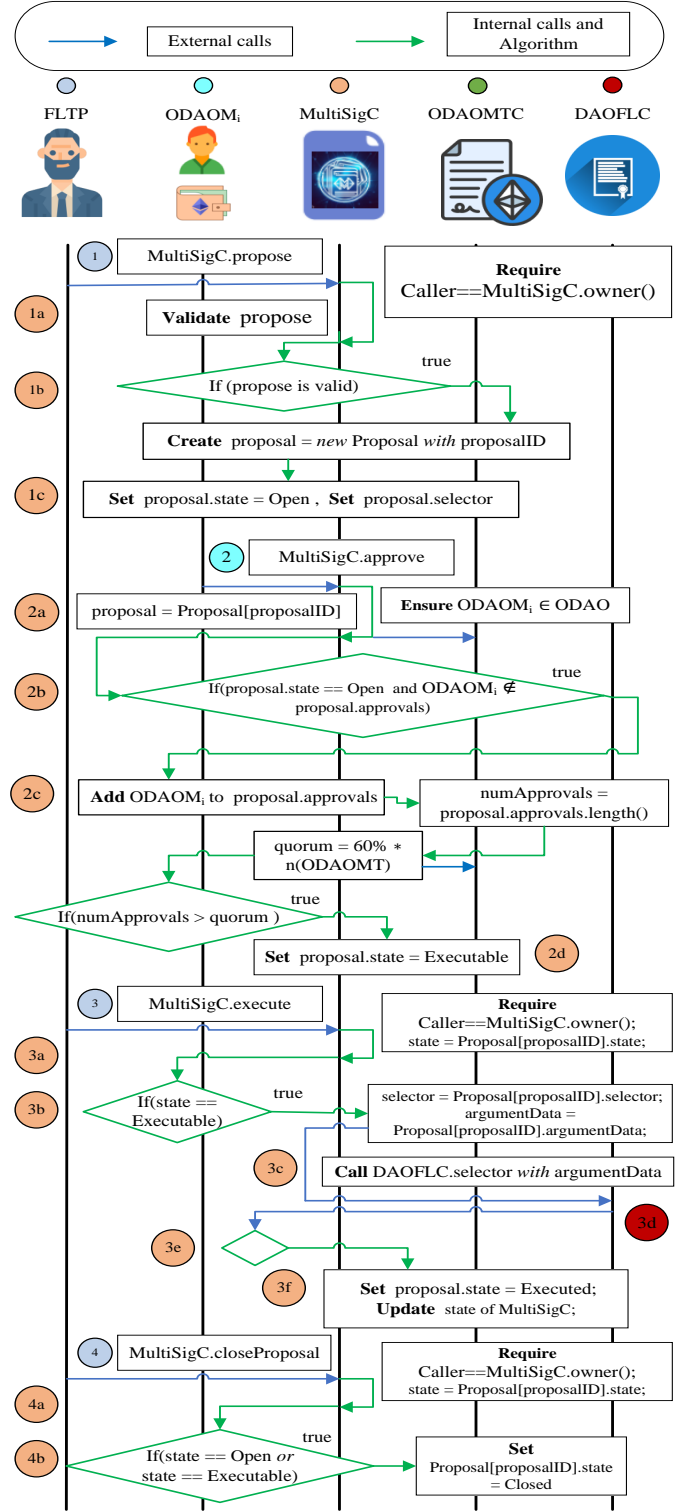 External calls
Internal calls and
Algorithm
FLTP
ODAOMi
MultiSigC
ODAOMTC
DAOFLC
1
MultiSigC.propose
Require
Caller==MultiSigC.owner()
1a
Validate propose
true
1b
If (propose is valid)
Create proposal = new Proposal with proposalID
1c
Set proposal.state = Open , Set proposal.selector
2
MultiSigC.approve
2a
proposal = Proposal[proposalID]
Ensure ODAOMi ∈ ODAO
true
2b
If(proposal.state == Open and ODAOMi ∉
proposal.approvals)
2c
Add ODAOMi to proposal.approvals
numApprovals =
proposal.approvals.length()
quorum = 60% *
n(ODAOMT)
true
If(numApprovals > quorum )
Set proposal.state = Executable
2d
3
MultiSigC.execute
Require
Caller==MultiSigC.owner();
state = Proposal[proposalID].state;
3a
true
3b
If(state ==
Executable)
selector = Proposal[proposalID].selector;
argumentData =
Proposal[proposalID].argumentData;
3c
Call DAOFLC.selector with argumentData
3d
3e
3f
Set proposal.state = Executed;
Update state of MultiSigC;
4
MultiSigC.closeProposal
Require
Caller==MultiSigC.owner();
state = Proposal[proposalID].state;
4a
true
4b
If(state == Open or
state == Executable)
Set
Proposal[proposalID].state
= Closed